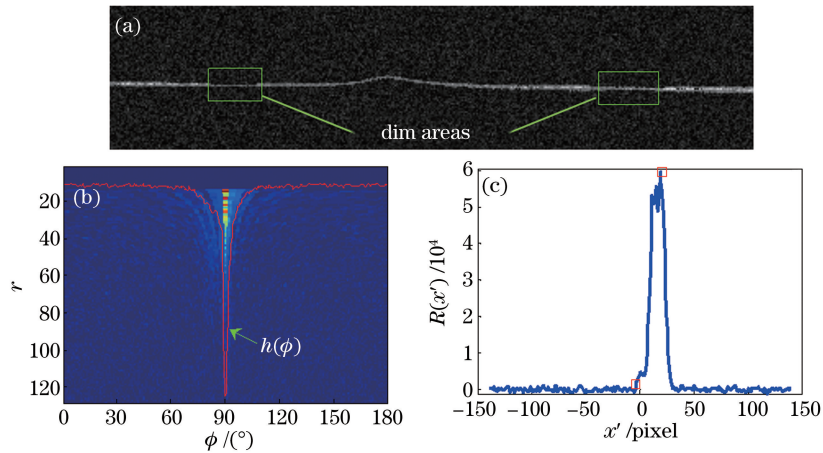 (a)
dim areas
(b)
20
40
60
80
100
120
r
h(ϕ)
0 30 60 90 120 150 180
ϕ /(°)
(c)
6
5
4
3
2
1
0
R(x′) /10⁴
−150 −100 −50 0 50 100 150
x′ /pixel